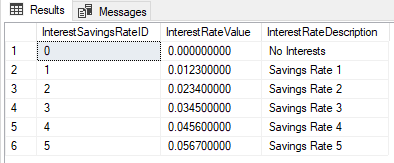 Results Messages
InterestSavingsRateID InterestRateValue InterestRateDescription
1 0 0.000000000 No Interests
2 1 0.012300000 Savings Rate 1
3 2 0.023400000 Savings Rate 2
4 3 0.034500000 Savings Rate 3
5 4 0.045600000 Savings Rate 4
6 5 0.056700000 Savings Rate 5